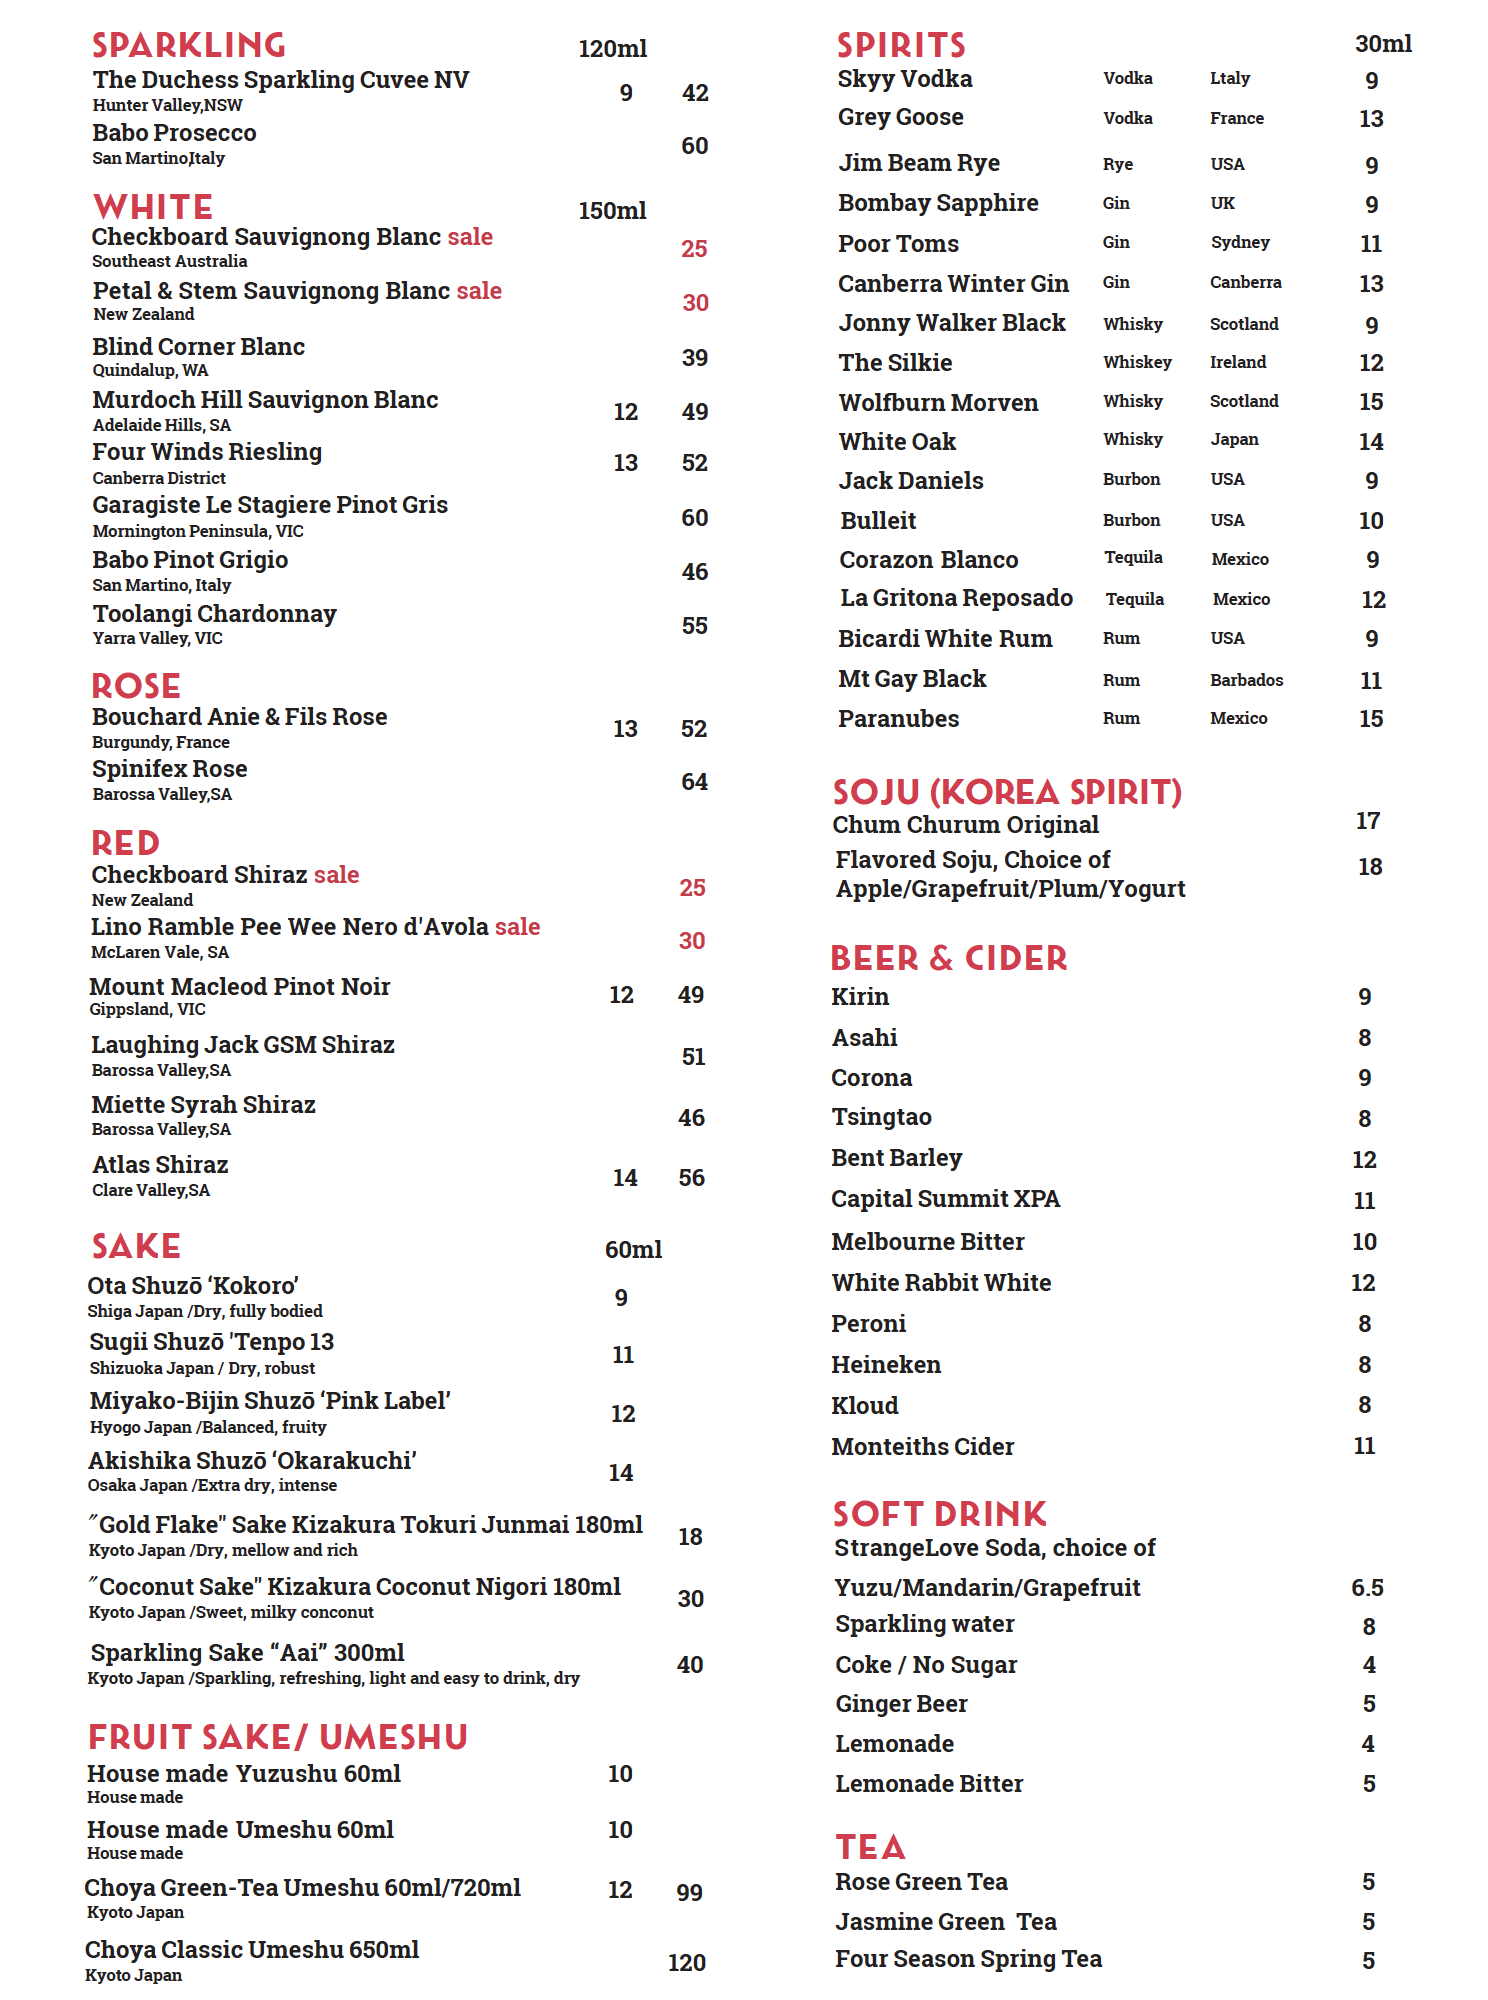 SPARKLING 120ml
The Duchess Sparkling Cuvee NV 9 42
Hunter Valley,NSW
Babo Prosecco 60
San Martino,Italy
WHITE 150ml
Checkboard Sauvignong Blanc sale 25
Southeast Australia
Petal & Stem Sauvignong Blanc sale 30
New Zealand
Blind Corner Blanc 39
Quindalup, WA
Murdoch Hill Sauvignon Blanc 12 49
Adelaide Hills, SA
Four Winds Riesling 13 52
Canberra District
Garagiste Le Stagiere Pinot Gris 60
Mornington Peninsula, VIC
Babo Pinot Grigio 46
San Martino, Italy
Toolangi Chardonnay 55
Yarra Valley, VIC
ROSE
Bouchard Anie & Fils Rose 13 52
Burgundy, France
Spinifex Rose 64
Barossa Valley,SA
RED
Checkboard Shiraz sale 25
New Zealand
Lino Ramble Pee Wee Nero d'Avola sale 30
McLaren Vale, SA
Mount Macleod Pinot Noir 12 49
Gippsland, VIC
Laughing Jack GSM Shiraz 51
Barossa Valley,SA
Miette Syrah Shiraz 46
Barossa Valley,SA
Atlas Shiraz 14 56
Clare Valley,SA
SAKE 60ml
Ota Shuzō ‘Kokoro’ 9
Shiga Japan /Dry, fully bodied
Sugii Shuzō 'Tenpo 13 11
Shizuoka Japan / Dry, robust
Miyako-Bijin Shuzō ‘Pink Label’ 12
Hyogo Japan /Balanced, fruity
Akishika Shuzō ‘Okarakuchi’ 14
Osaka Japan /Extra dry, intense
″Gold Flake" Sake Kizakura Tokuri Junmai 180ml 18
Kyoto Japan /Dry, mellow and rich
″Coconut Sake" Kizakura Coconut Nigori 180ml 30
Kyoto Japan /Sweet, milky conconut
Sparkling Sake “Aai” 300ml 40
Kyoto Japan /Sparkling, refreshing, light and easy to drink, dry
FRUIT SAKE/ UMESHU
House made Yuzushu 60ml 10
House made
House made Umeshu 60ml 10
House made
Choya Green-Tea Umeshu 60ml/720ml 12 99
Kyoto Japan
Choya Classic Umeshu 650ml 120
Kyoto Japan
SPIRITS 30ml
Skyy Vodka Vodka Ltaly 9
Grey Goose Vodka France 13
Jim Beam Rye Rye USA 9
Bombay Sapphire Gin UK 9
Poor Toms Gin Sydney 11
Canberra Winter Gin Gin Canberra 13
Jonny Walker Black Whisky Scotland 9
The Silkie Whiskey Ireland 12
Wolfburn Morven Whisky Scotland 15
White Oak Whisky Japan 14
Jack Daniels Burbon USA 9
Bulleit Burbon USA 10
Corazon Blanco Tequila Mexico 9
La Gritona Reposado Tequila Mexico 12
Bicardi White Rum Rum USA 9
Mt Gay Black Rum Barbados 11
Paranubes Rum Mexico 15
SOJU (KOREA SPIRIT)
Chum Churum Original 17
Flavored Soju, Choice of 18
Apple/Grapefruit/Plum/Yogurt
BEER & CIDER
Kirin 9
Asahi 8
Corona 9
Tsingtao 8
Bent Barley 12
Capital Summit XPA 11
Melbourne Bitter 10
White Rabbit White 12
Peroni 8
Heineken 8
Kloud 8
Monteiths Cider 11
SOFT DRINK
StrangeLove Soda, choice of
Yuzu/Mandarin/Grapefruit 6.5
Sparkling water 8
Coke / No Sugar 4
Ginger Beer 5
Lemonade 4
Lemonade Bitter 5
TEA
Rose Green Tea 5
Jasmine Green Tea 5
Four Season Spring Tea 5